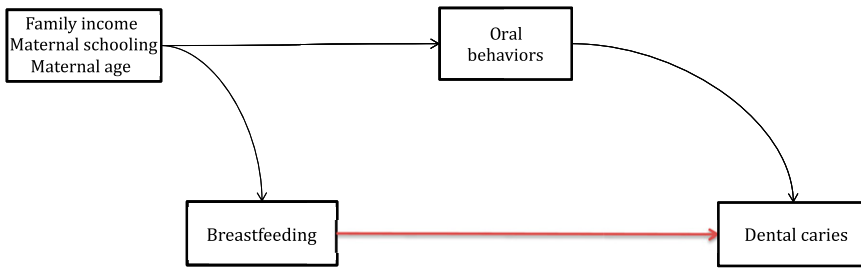 Family income
Maternal schooling
Maternal age
Oral
behaviors
Breastfeeding
Dental caries